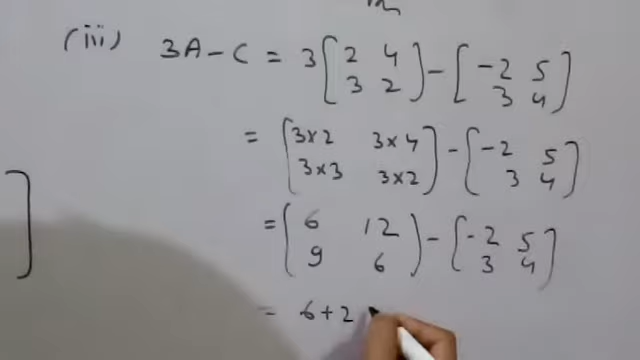 (iii) 3A - C = 3 [2 4 3 2] - [-2 5 3 4]
= [3×2 3×4 3×3 3×2] - [-2 5 3 4]
= [6 12 9 6] - [-2 5 3 4]
= 6+2